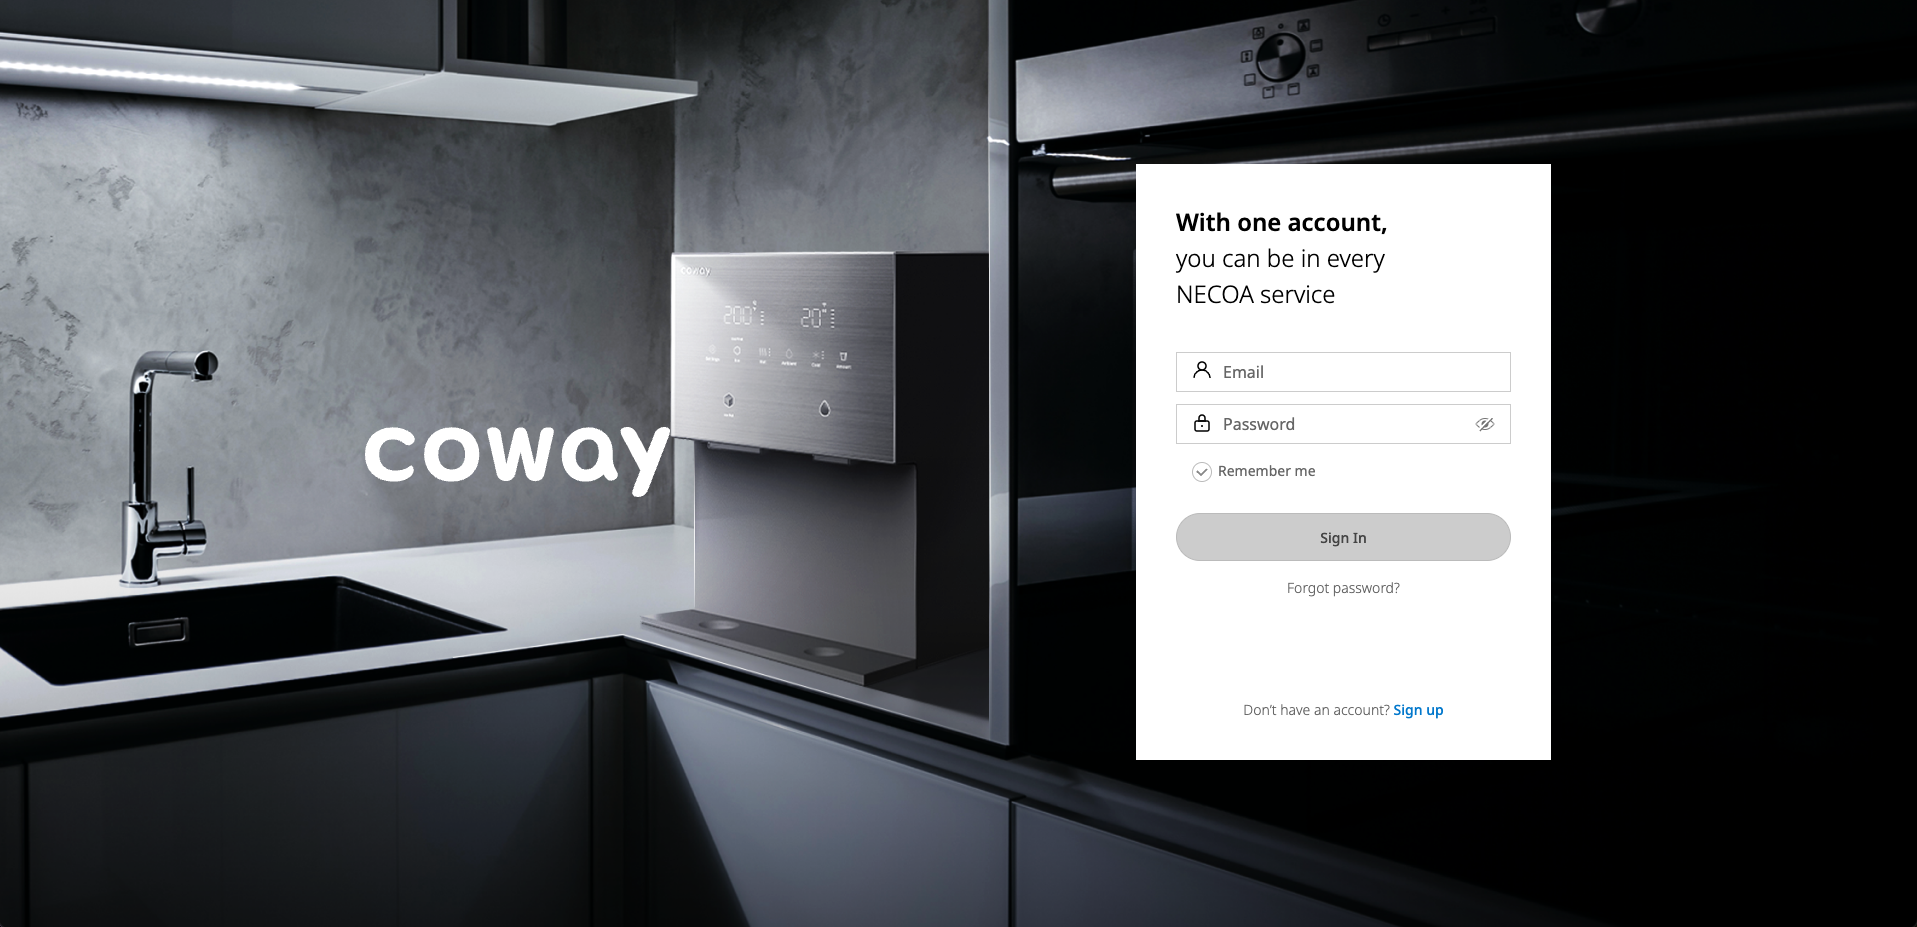 coway
200
20
coway
With one account,
you can be in every
NECOA service
Email
Password
Remember me
Sign In
Forgot password?
Don't have an account? Sign up